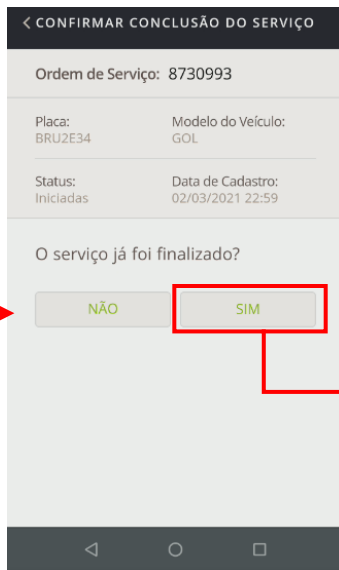 < CONFIRMAR CONCLUSÃO DO SERVIÇO
Ordem de Serviço: 8730993
Placa: Modelo do Veículo:
BRU2E34 GOL
Status: Data de Cadastro:
Iniciadas 02/03/2021 22:59
O serviço já foi finalizado?
NÃO SIM